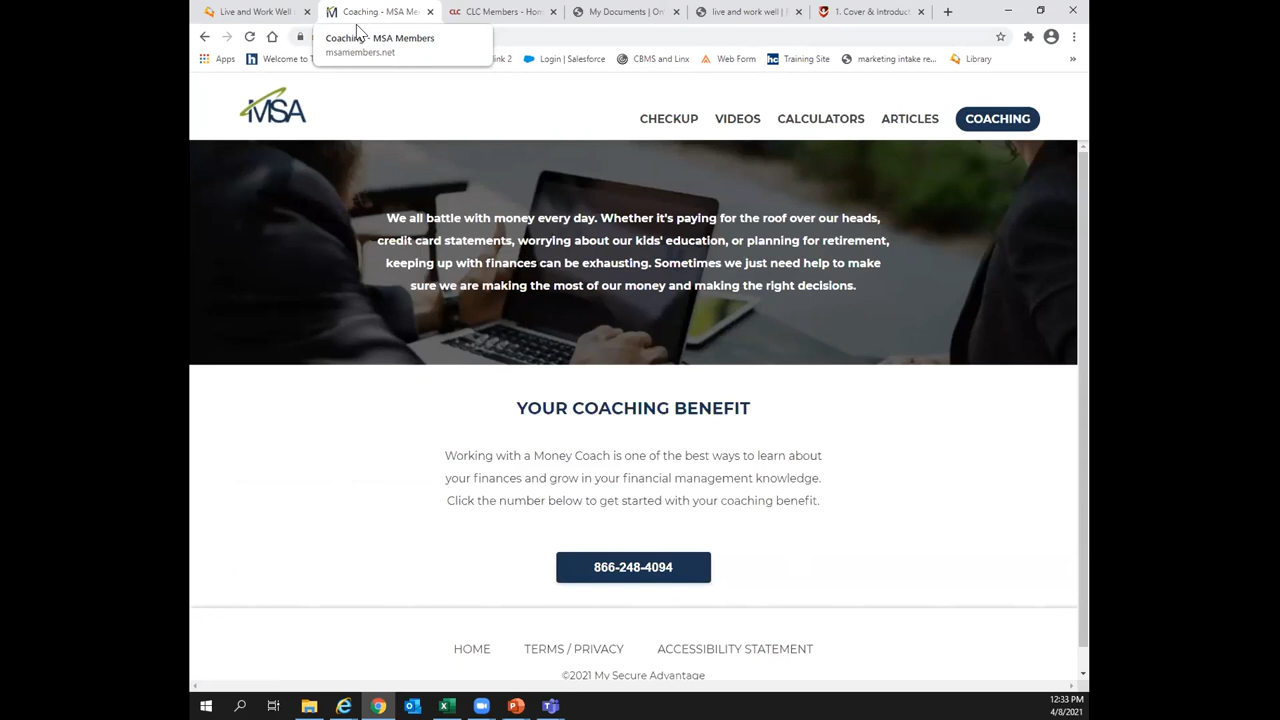 Live and Work Well
Coaching - MSA Me
CLC Members - Hom
My Documents | On
live and work well |
1. Cover & Introduct
Coaching - MSA Members
msamembers.net
Apps
Welcome to T
link 2
Login | Salesforce
CBMS and Linx
Web Form
Training Site
marketing intake re...
Library
MSA
CHECKUP
VIDEOS
CALCULATORS
ARTICLES
COACHING
We all battle with money every day. Whether it's paying for the roof over our heads,
credit card statements, worrying about our kids' education, or planning for retirement,
keeping up with finances can be exhausting. Sometimes we just need help to make
sure we are making the most of our money and making the right decisions.
YOUR COACHING BENEFIT
Working with a Money Coach is one of the best ways to learn about
your finances and grow in your financial management knowledge.
Click the number below to get started with your coaching benefit.
866-248-4094
HOME
TERMS / PRIVACY
ACCESSIBILITY STATEMENT
©2021 My Secure Advantage
12:33 PM
4/8/2021